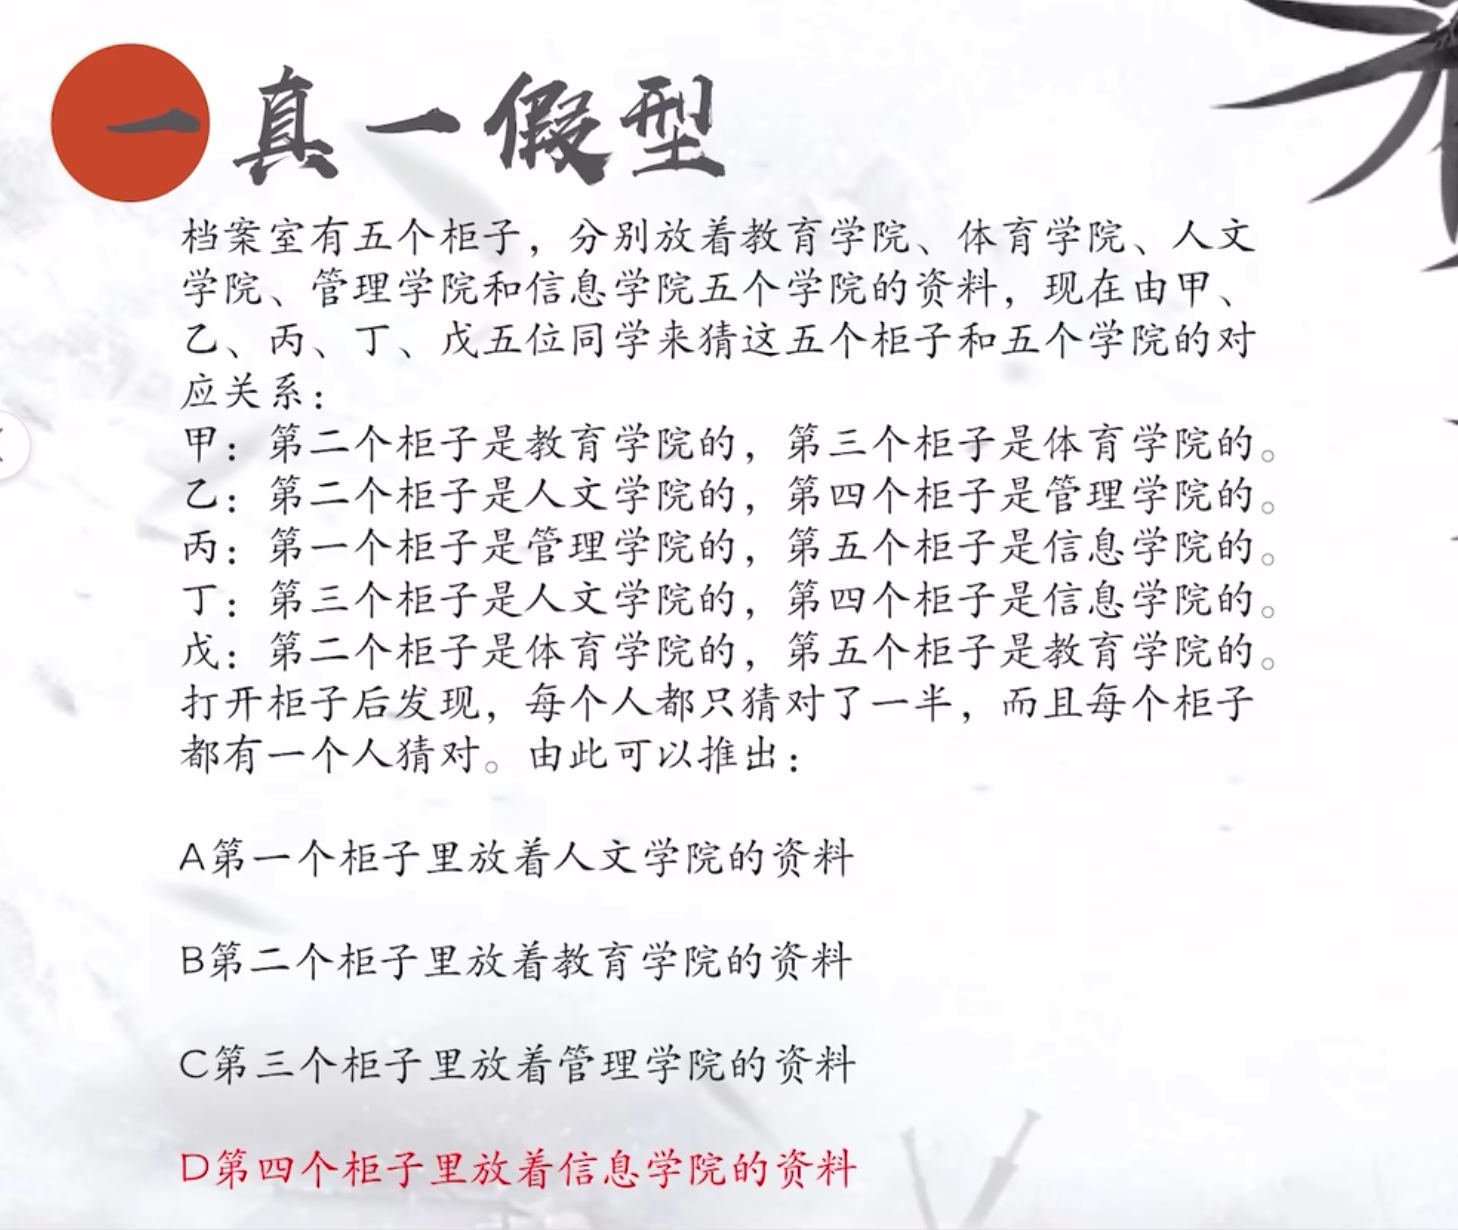 一真一假型
档案室有五个柜子，分别放着教育学院、体育学院、人文
学院、管理学院和信息学院五个学院的资料，现在由甲、
乙、丙、丁、戊五位同学来猜这五个柜子和五个学院的对
应关系：
甲：第二个柜子是教育学院的，第三个柜子是体育学院的。
乙：第二个柜子是人文学院的，第四个柜子是管理学院的。
丙：第一个柜子是管理学院的，第五个柜子是信息学院的。
丁：第三个柜子是人文学院的，第四个柜子是信息学院的。
戊：第二个柜子是体育学院的，第五个柜子是教育学院的。
打开柜子后发现，每个人都只猜对了一半，而且每个柜子
都有一个人猜对。由此可以推出：
A第一个柜子里放着人文学院的资料
B第二个柜子里放着教育学院的资料
C第三个柜子里放着管理学院的资料
D第四个柜子里放着信息学院的资料